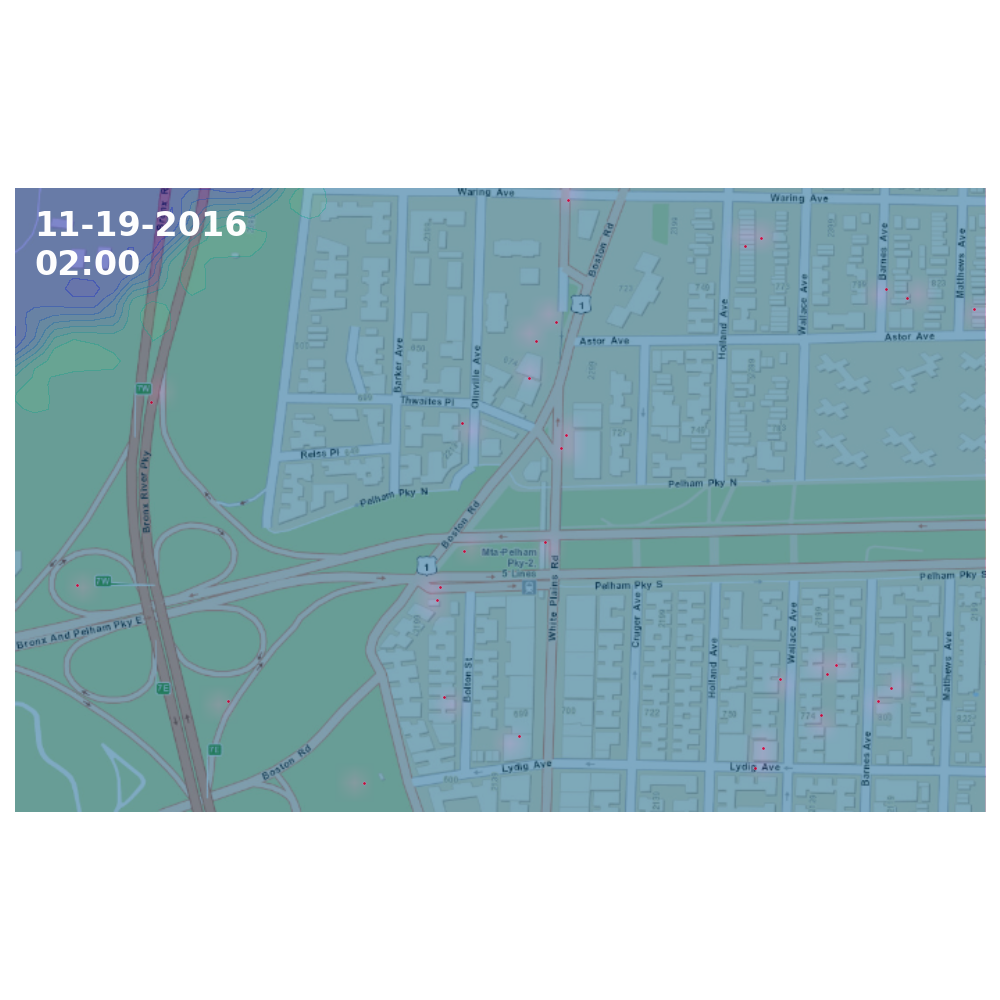 Waring Ave
Waring Ave
11-19-2016
02:00
Boston Rd
Barnes Ave
Matthews Ave
1
Wallace Ave
Holland Ave
Astor Ave
Astor Ave
Barker Ave
Olinville Ave
7W
Thwaites Pl
Reiss Pl
Bronx River Pky
Pelham Pky N
Pelham Pky N
Boston Rd
Mta-Pelham
Pky-2,
5 Lines
1
7W
White Plains Rd
Pelham Pky S
Pelham Pky S
Bronx And Pelham Pky E
Cruger Ave
Wallace Ave
Holland Ave
Matthews Ave
Bolton St
7E
7E
Boston Rd
Lydig Ave
Lydig Ave
Barnes Ave